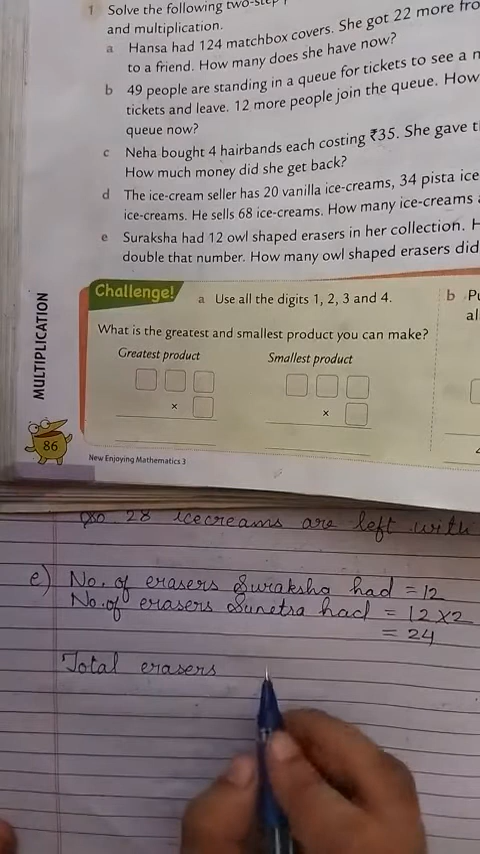 1 Solve the following two-step
and multiplication.
a Hansa had 124 matchbox covers. She got 22 more
to a friend. How many does she have now?
b 49 people are standing in a queue for tickets to see a
tickets and leave. 12 more people join the queue. How
queue now?
c Neha bought 4 hairbands each costing ₹35. She gave
How much money did she get back?
d The ice-cream seller has 20 vanilla ice-creams, 34 pista
ice-creams. He sells 68 ice-creams. How many ice-creams
e Suraksha had 12 owl shaped erasers in her collection.
double that number. How many owl shaped erasers did
Challenge! a Use all the digits 1, 2, 3 and 4.
What is the greatest and smallest product you can make?
Greatest product Smallest product
× ×
b
MULTIPLICATION
86
New Enjoying Mathematics 3
28 icecreams are left with
e) No. of erasers Suraksha had = 12
No. of erasers Sunetra had = 12 x 2
= 24
Total erasers